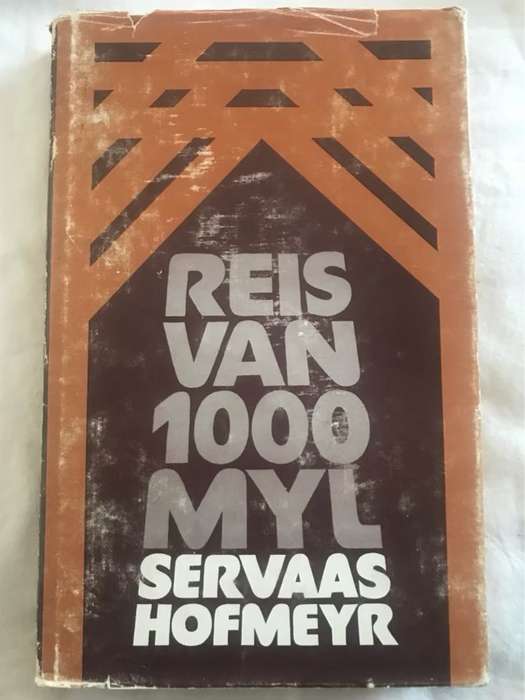 REIS
VAN
1000
MYL
SERVAAS
HOFMEYR